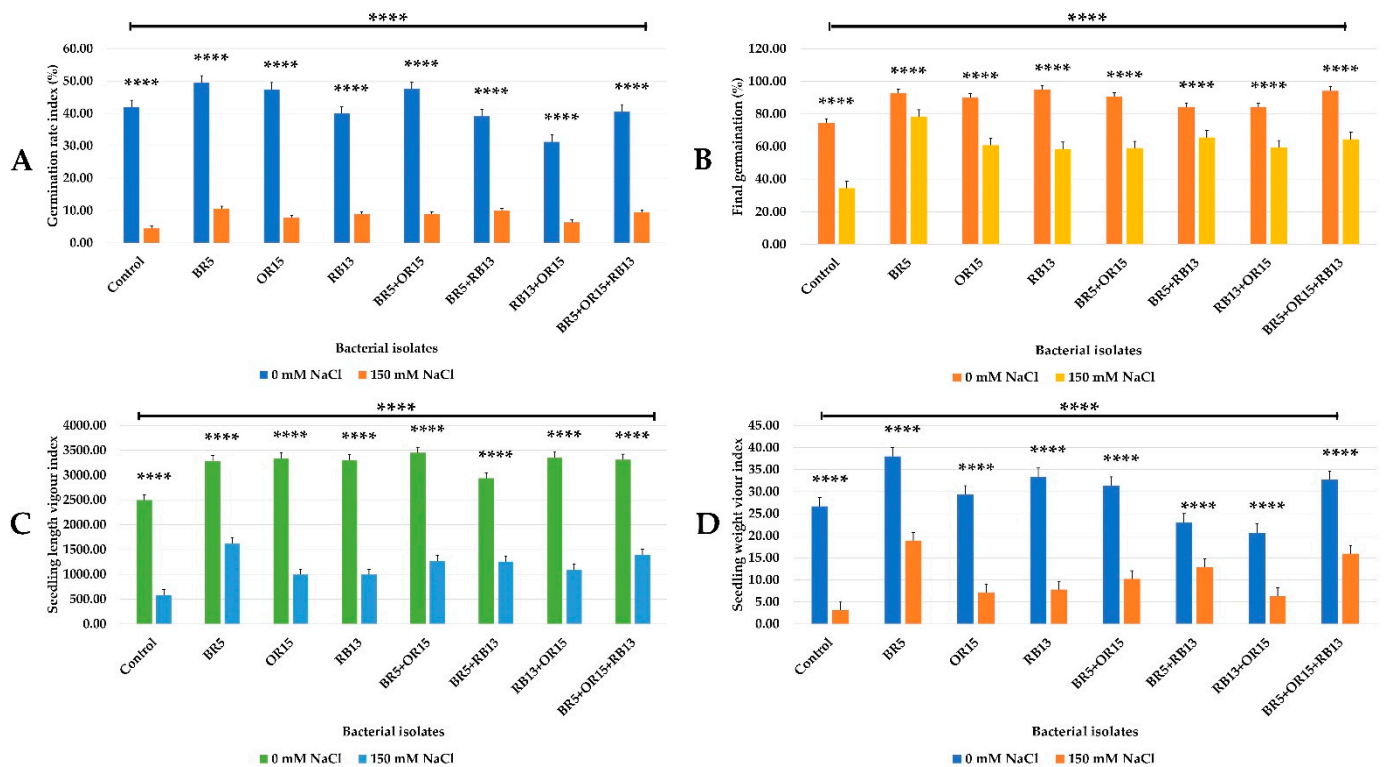 ****
60.00
50.00
40.00
30.00
20.00
10.00
0.00
Germination rate index (%)
**** **** **** **** **** **** **** ****
A
Control BR5 OR15 RB13 BR5+OR15 BR5+RB13 RB13+OR15 BR5+OR15+RB13
Bacterial isolates
0 mM NaCl 150 mM NaCl
****
120.00
100.00
80.00
60.00
40.00
20.00
0.00
Final germaination (%)
**** **** **** **** **** **** **** ****
B
Control BR5 OR15 RB13 BR5+OR15 BR5+RB13 RB13+OR15 BR5+OR15+RB13
Bacterial isolates
0 mM NaCl 150 mM NaCl
****
4000.00
3500.00
3000.00
2500.00
2000.00
1500.00
1000.00
500.00
0.00
Seedling length vigour index
**** **** **** **** **** **** **** ****
C
Control BR5 OR15 RB13 BR5+OR15 BR5+RB13 RB13+OR15 BR5+OR15+RB13
Bacterial isolates
0 mM NaCl 150 mM NaCl
****
45.00
40.00
35.00
30.00
25.00
20.00
15.00
10.00
5.00
0.00
Seedling weight viour index
**** **** **** **** **** **** **** ****
D
Control BR5 OR15 RB13 BR5+OR15 BR5+RB13 RB13+OR15 BR5+OR15+RB13
Bacterial isolates
0 mM NaCl 150 mM NaCl